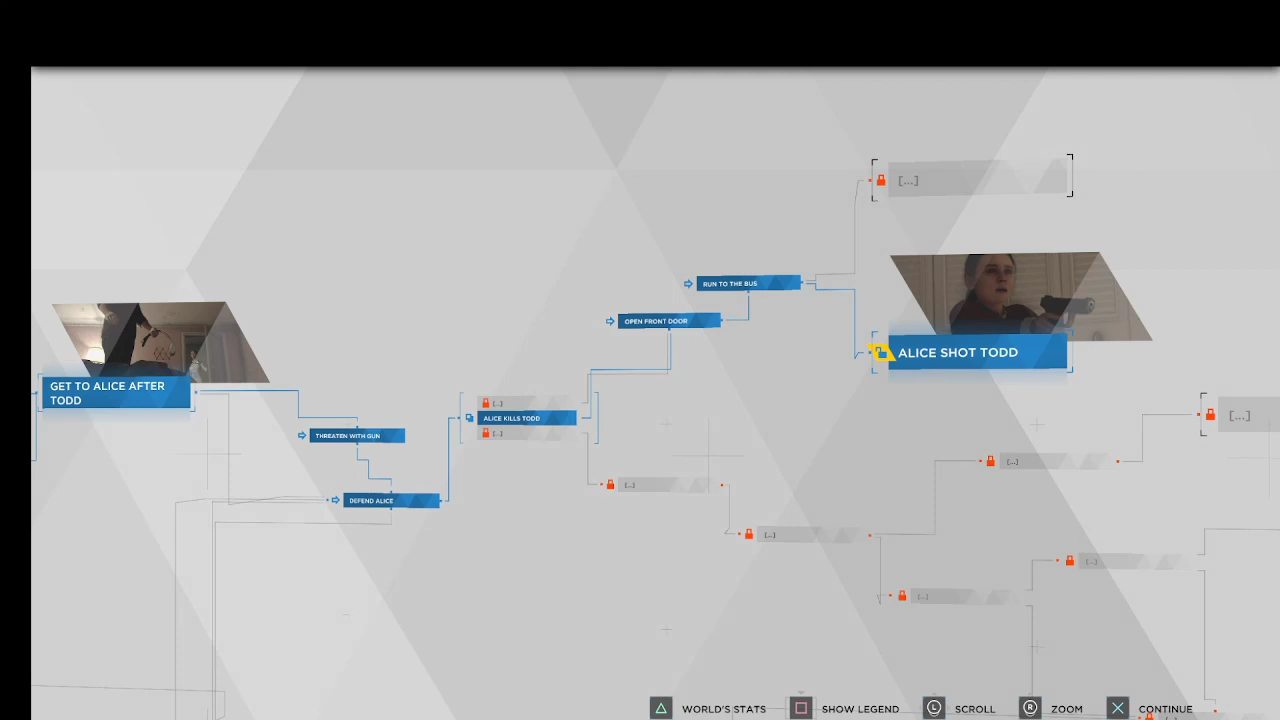 [...]
RUN TO THE BUS
OPEN FRONT DOOR
ALICE SHOT TODD
GET TO ALICE AFTER
TODD
[...]
ALICE KILLS TODD
[...]
[...]
THREATEN WITH GUN
[...]
[...]
DEFEND ALICE
[...]
[...]
[...]
WORLD'S STATS
SHOW LEGEND
L
SCROLL
R
ZOOM
CONTINUE